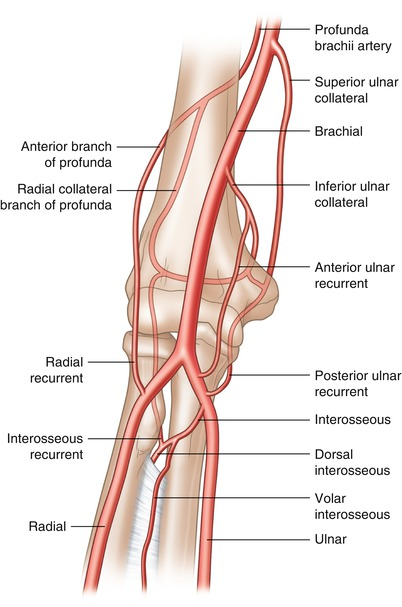 Profunda
brachii artery
Superior ulnar
collateral
Anterior branch
of profunda
Brachial
Radial collateral
branch of profunda
Inferior ulnar
collateral
Anterior ulnar
recurrent
Radial
recurrent
Posterior ulnar
recurrent
Interosseous
Interosseous
recurrent
Dorsal
interosseous
Volar
interosseous
Radial
Ulnar